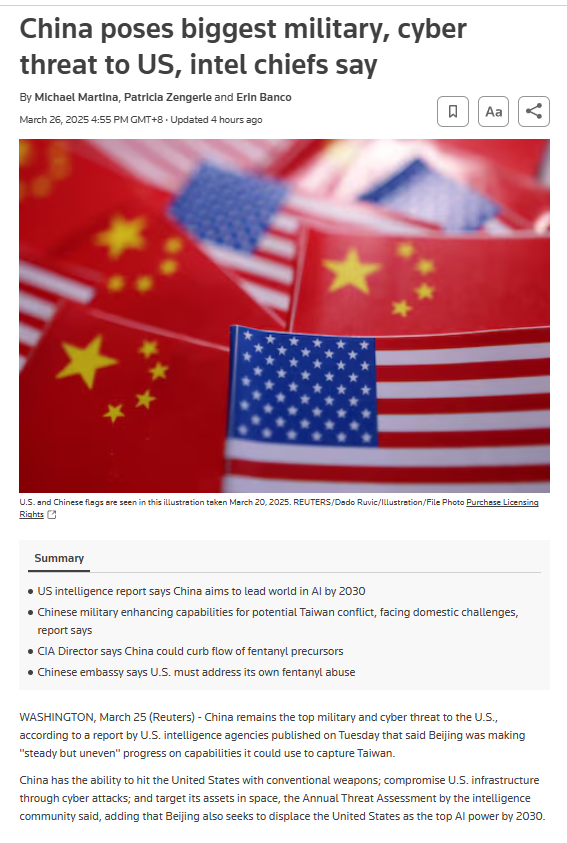 China poses biggest military, cyber
threat to US, intel chiefs say
By Michael Martina, Patricia Zengerle and Erin Banco
March 26, 2025 4:55 PM GMT+8 · Updated 4 hours ago
Aa
U.S. and Chinese flags are seen in this illustration taken March 20, 2025. REUTERS/Dado Ruvic/Illustration/File Photo Purchase Licensing
Rights
Summary
• US intelligence report says China aims to lead world in AI by 2030
• Chinese military enhancing capabilities for potential Taiwan conflict, facing domestic challenges,
report says
• CIA Director says China could curb flow of fentanyl precursors
• Chinese embassy says U.S. must address its own fentanyl abuse
WASHINGTON, March 25 (Reuters) - China remains the top military and cyber threat to the U.S.,
according to a report by U.S. intelligence agencies published on Tuesday that said Beijing was making
"steady but uneven" progress on capabilities it could use to capture Taiwan.
China has the ability to hit the United States with conventional weapons; compromise U.S. infrastructure
through cyber attacks; and target its assets in space, the Annual Threat Assessment by the intelligence
community said, adding that Beijing also seeks to displace the United States as the top AI power by 2030.